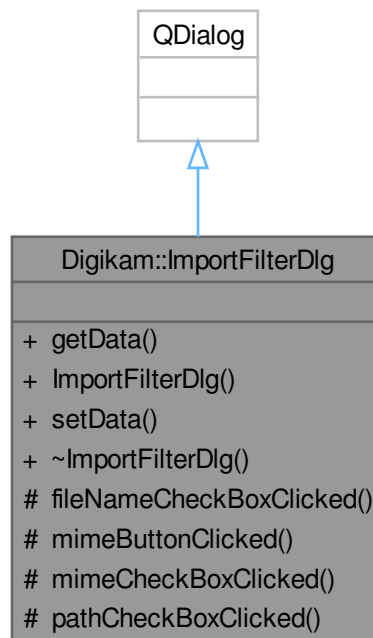 QDialog
Digikam::ImportFilterDlg
+ getData()
+ ImportFilterDlg()
+ setData()
+ ~ImportFilterDlg()
# fileNameCheckBoxClicked()
# mimeButtonClicked()
# mimeCheckBoxClicked()
# pathCheckBoxClicked()